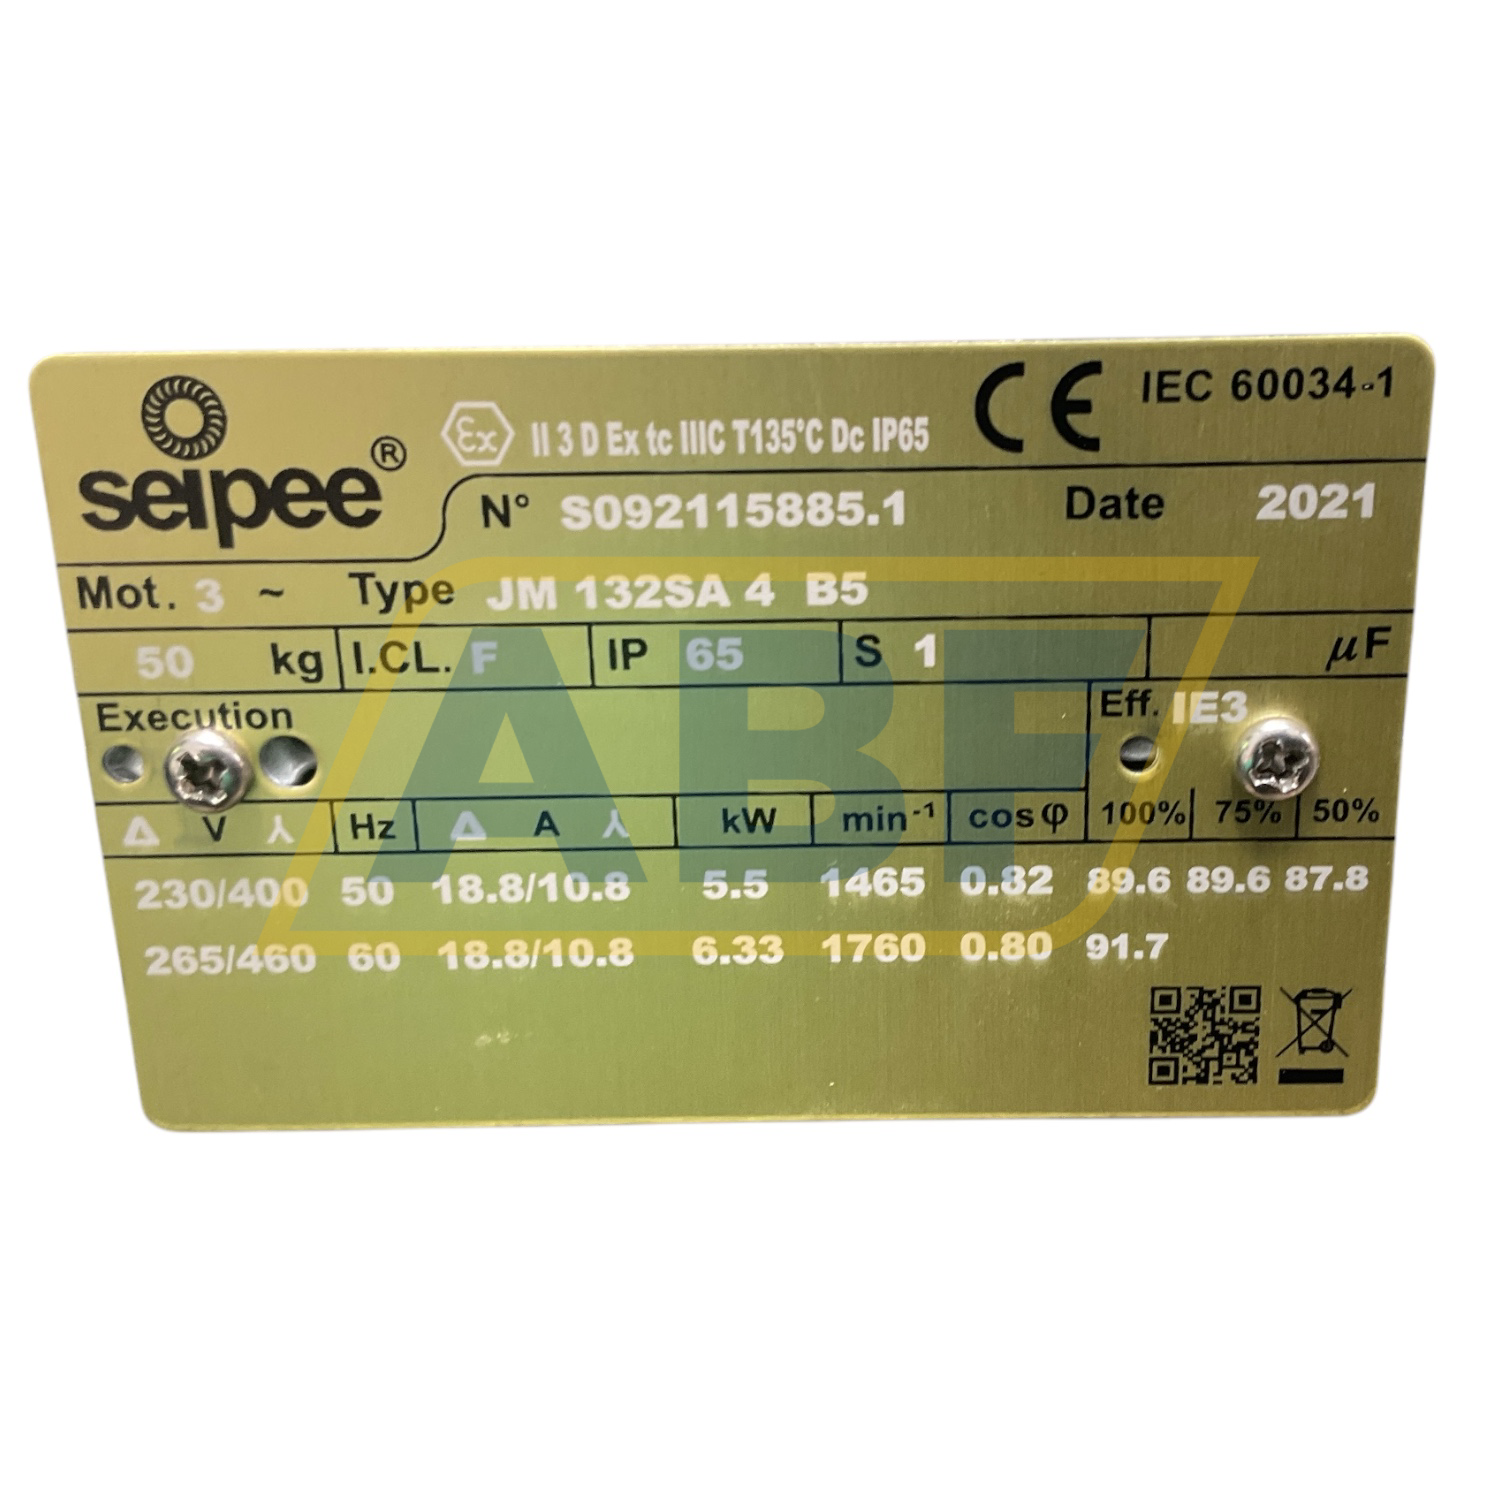 seipee®
Ex II 3 D Ex tc IIIC T135°C Dc IP65 CE IEC 60034-1
N° S092115885.1 Date 2021
Mot. 3 ~ Type JM 132SA 4 B5
50 kg I.CL. F IP 65 S 1 µF
Execution Eff. IE3
Δ V ⅄ Hz Δ A ⅄ kW min-1 cos φ 100% 75% 50%
230/400 50 18.8/10.8 5.5 1465 0.82 89.6 89.6 87.8
265/460 60 18.8/10.8 6.33 1760 0.80 91.7
ABF